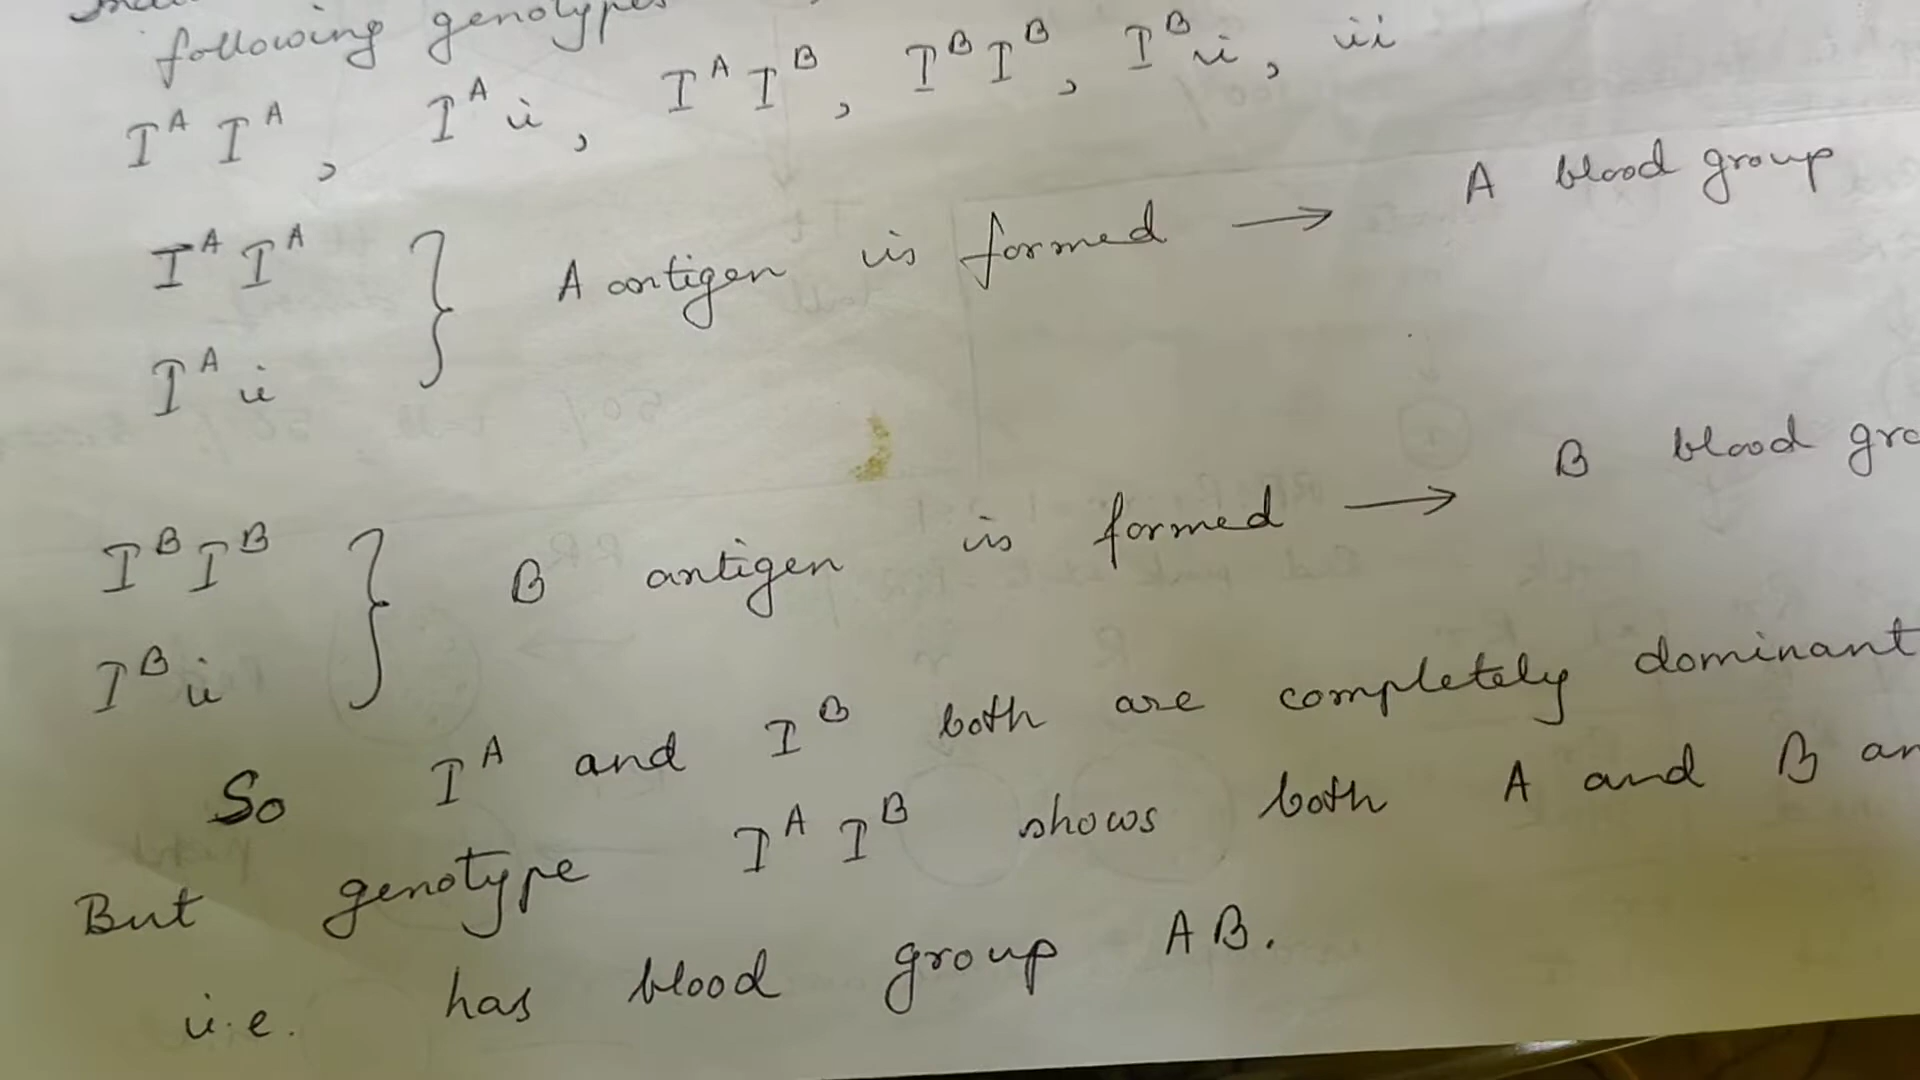 following genotypes
I^A I^A, I^A i, I^A I^B, I^B I^B, I^B i, ii
I^A I^A
I^A i
} A antigen is formed → A blood group
I^B I^B
I^B i
} B antigen is formed → B blood
So I^A and I^B both are completely dominant
But genotype I^A I^B shows both A and B
i.e. has blood group AB.